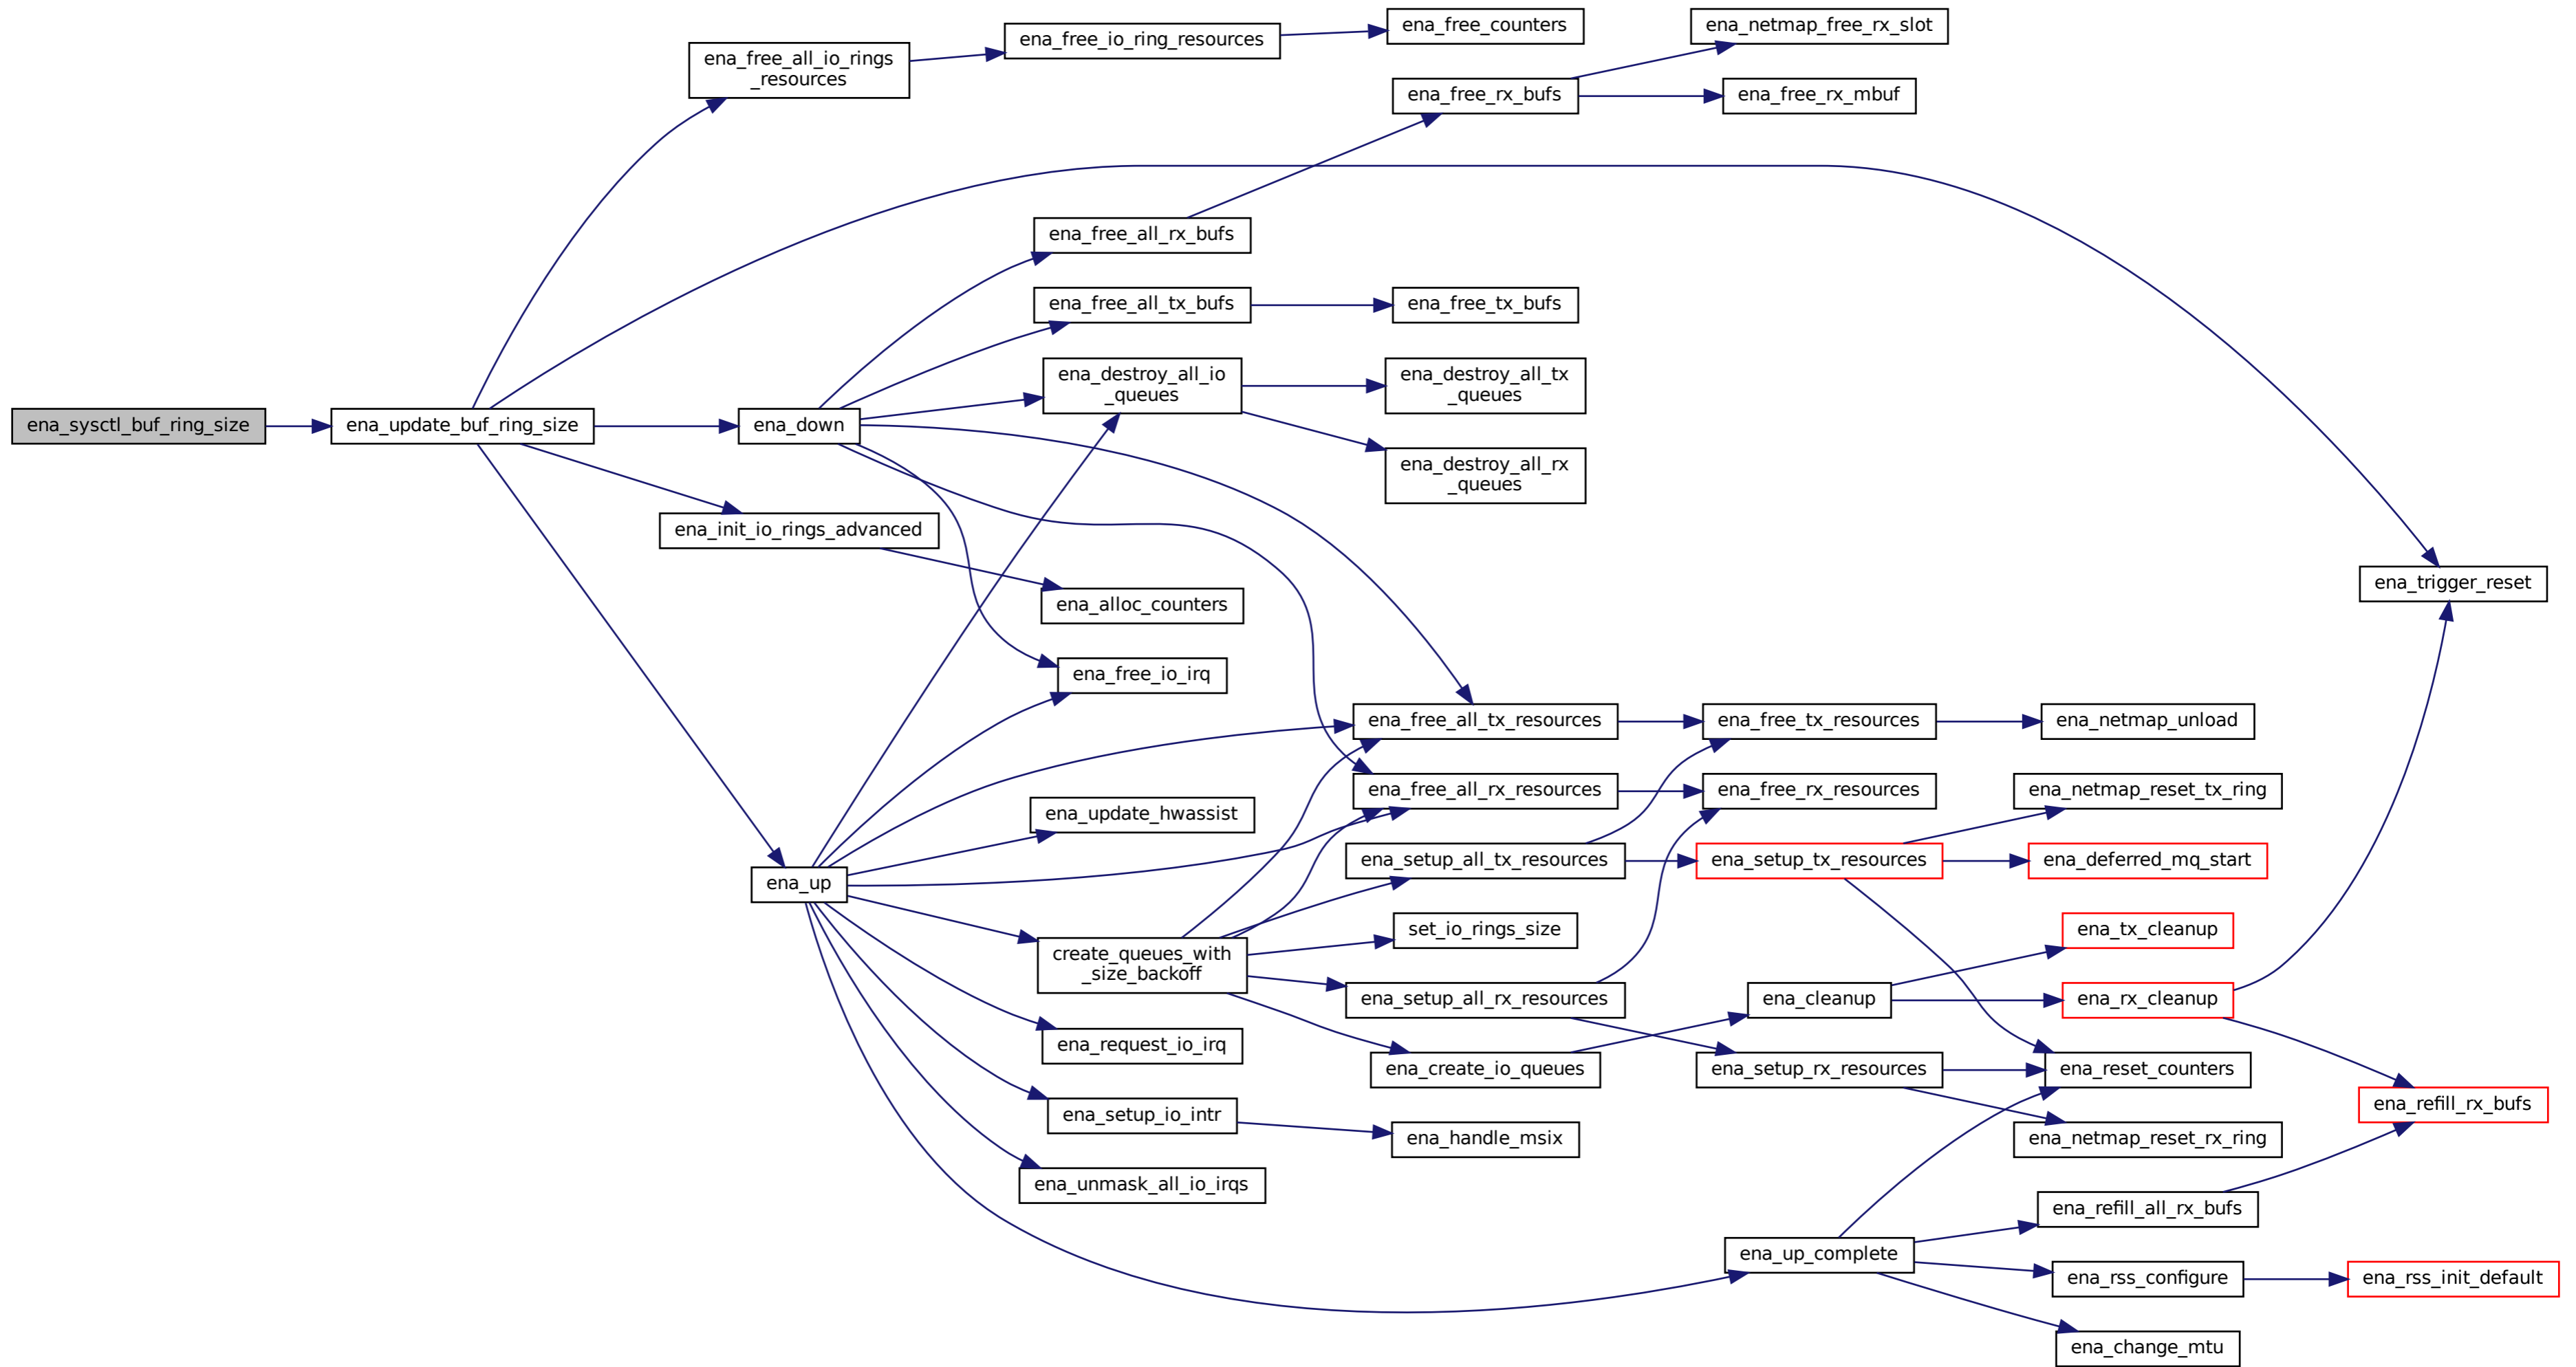 ena_sysctl_buf_ring_size
ena_update_buf_ring_size
ena_free_all_io_rings
_resources
ena_free_io_ring_resources
ena_free_counters
ena_down
ena_free_all_rx_bufs
ena_free_rx_bufs
ena_netmap_free_rx_slot
ena_free_rx_mbuf
ena_free_all_tx_bufs
ena_free_tx_bufs
ena_destroy_all_io
_queues
ena_destroy_all_tx
_queues
ena_destroy_all_rx
_queues
ena_init_io_rings_advanced
ena_alloc_counters
ena_trigger_reset
ena_free_io_irq
ena_free_all_tx_resources
ena_free_tx_resources
ena_netmap_unload
ena_free_all_rx_resources
ena_free_rx_resources
ena_netmap_reset_tx_ring
ena_update_hwassist
ena_up
ena_setup_all_tx_resources
ena_setup_tx_resources
ena_deferred_mq_start
create_queues_with
_size_backoff
set_io_rings_size
ena_tx_cleanup
ena_setup_all_rx_resources
ena_cleanup
ena_rx_cleanup
ena_request_io_irq
ena_create_io_queues
ena_setup_rx_resources
ena_reset_counters
ena_refill_rx_bufs
ena_setup_io_intr
ena_handle_msix
ena_netmap_reset_rx_ring
ena_unmask_all_io_irqs
ena_refill_all_rx_bufs
ena_up_complete
ena_rss_configure
ena_rss_init_default
ena_change_mtu